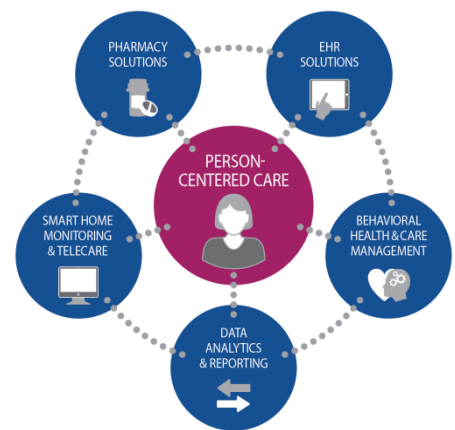 PHARMACY
SOLUTIONS
EHR
SOLUTIONS
PERSON-
CENTERED CARE
SMART HOME
MONITORING
& TELECARE
BEHAVIORAL
HEALTH & CARE
MANAGEMENT
DATA
ANALYTICS
& REPORTING